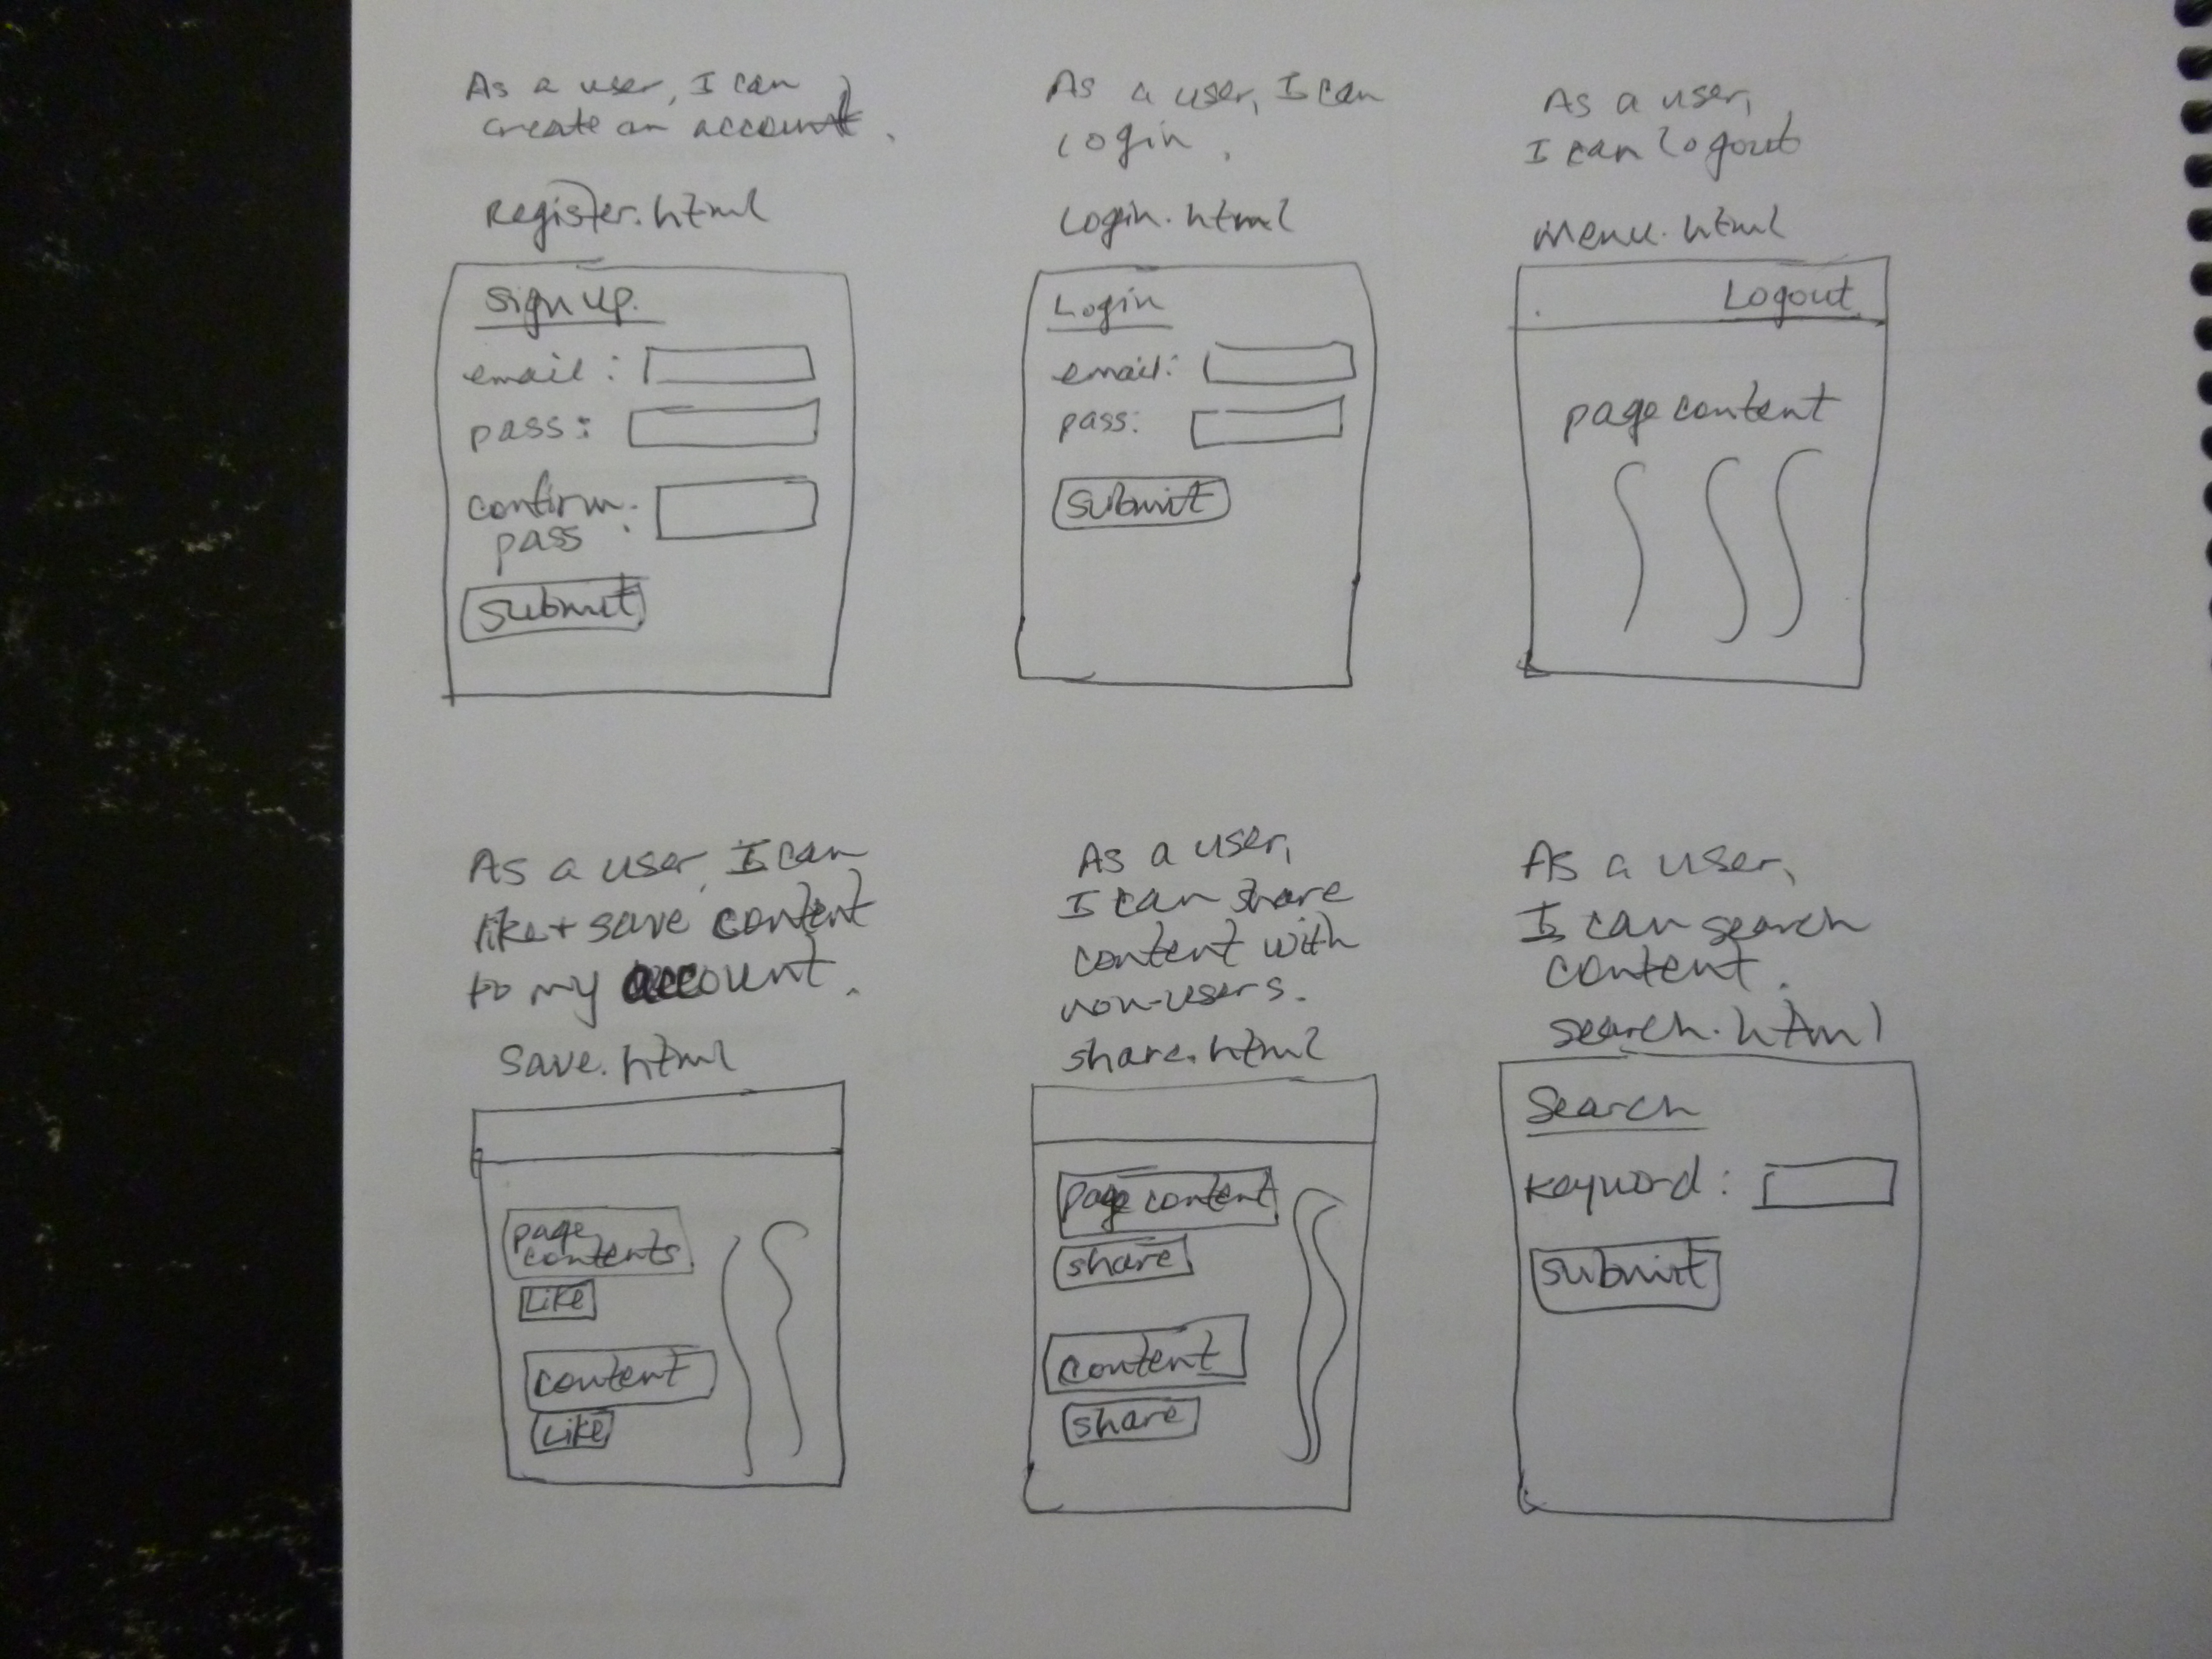 As a user, I can
create an account.
Register.html
Sign up.
email:
pass:
confirm:
pass
submit
As a user, I can
login.
Login.html
Login
email:
pass:
submit
As a user,
I can logout
Menu.html
Logout
page content
As a user, I can
like + save content
to my account.
Save.html
page
contents
Like
content
Like
As a user,
I can share
content with
non-users.
share.html
page content
share
content
share
As a user,
I can search
content.
search.html
Search
Keyword:
submit